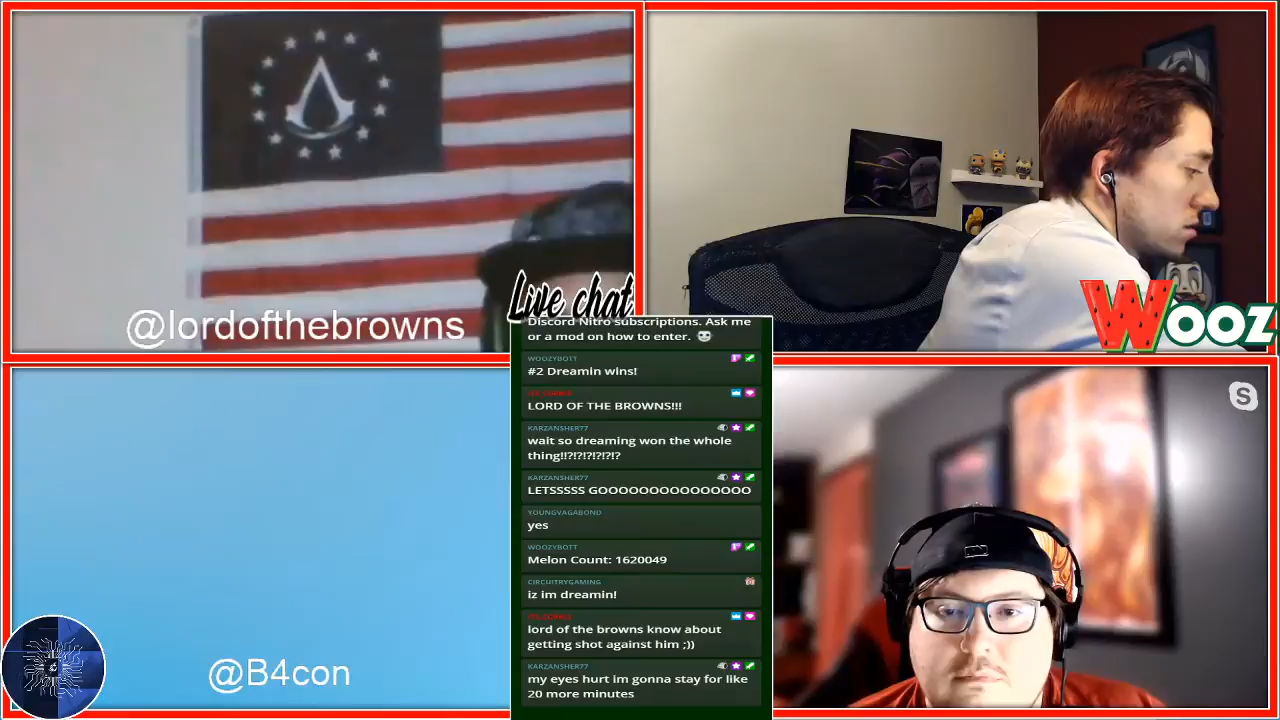 @lordofthebrowns
WOOZ
Live chat
Discord Nitro subscriptions. Ask me
or a mod on how to enter.
WOOZYBOTT
#2 Dreamin wins!
LORD OF THE BROWNS!!!
KARZANSHER77
wait so dreaming won the whole
thing!!?!?!?!?!?!?
KARZANSHER77
LETSSSSS GOOOOOOOOOOOOOOO
YOUNGVAGABOND
yes
WOOZYBOTT
Melon Count: 1620049
CIRCUITRYGAMING
iz im dreamin!
lord of the browns know about
getting shot against him ;))
KARZANSHER77
my eyes hurt im gonna stay for like
20 more minutes
@B4con
S